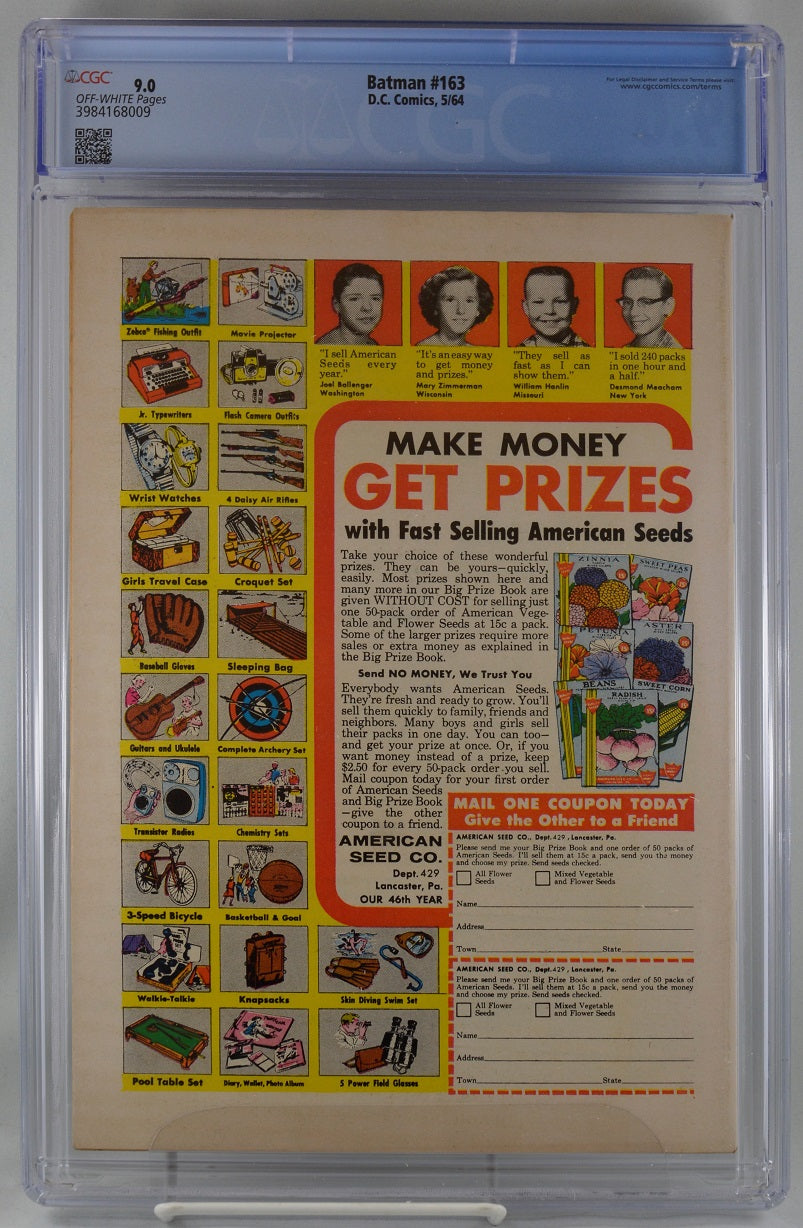 CGC
9.0
OFF-WHITE Pages
3984168009
Batman #163
D.C. Comics, 5/64
For Legal Disclaimer and Service Terms please visit:
www.cgccomics.com/terms
CGC
Zebco® Fishing Outfit
Movie Projector
Jr. Typewriters
Flash Camera Outfits
Wrist Watches
4 Daisy Air Rifles
Girls Travel Case
Croquet Set
Baseball Gloves
Sleeping Bag
Guitars and Ukulele
Complete Archery Set
Transistor Radios
Chemistry Sets
3-Speed Bicycle
Basketball & Goal
Walkie-Talkie
Knapsacks
Skin Diving Swim Set
Pool Table Set
Diary, Wallet, Photo Album
5 Power Field Glasses
"I sell American
Seeds every
year."
Joel Bollenger
Washington
"It's an easy way
to get money
and prizes."
Mary Zimmerman
Wisconsin
"They sell as
fast as I can
show them."
William Hanlin
Missouri
"I sold 240 packs
in one hour and
a half."
Desmond Meacham
New York
MAKE MONEY
GET PRIZES
with Fast Selling American Seeds
Take your choice of these wonderful
prizes. They can be yours—quickly,
easily. Most prizes shown here and
many more in our Big Prize Book are
given WITHOUT COST for selling just
one 50-pack order of American Vege-
table and Flower Seeds at 15c a pack.
Some of the larger prizes require more
sales or extra money as explained in
the Big Prize Book.
Send NO MONEY, We Trust You
Everybody wants American Seeds.
They're fresh and ready to grow. You'll
sell them quickly to family, friends and
neighbors. Many boys and girls sell
their packs in one day. You can too—
and get your prize at once. Or, if you
want money instead of a prize, keep
$2.50 for every 50-pack order you sell.
Mail coupon today for your first order
of American Seeds
and Big Prize Book
—give the other
coupon to a friend.
AMERICAN
SEED CO.
Dept. 429
Lancaster, Pa.
OUR 46th YEAR
ZINNIA
SWEET PEAS
PETUNIA
ASTER
BEANS
SWEET CORN
RADISH
MAIL ONE COUPON TODAY
Give the Other to a Friend
AMERICAN SEED CO., Dept. 429, Lancaster, Pa.
Please send me your Big Prize Book and one order of 50 packs of
American Seeds. I'll sell them at 15c a pack, send you the money
and choose my prize. Send seeds checked.
All Flower
Seeds
Mixed Vegetable
and Flower Seeds
Name
Address
Town State
AMERICAN SEED CO., Dept. 429, Lancaster, Pa.
Please send me your Big Prize Book and one order of 50 packs of
American Seeds. I'll sell them at 15c a pack, send you the money
and choose my prize. Send seeds checked.
All Flower
Seeds
Mixed Vegetable
and Flower Seeds
Name
Address
Town State